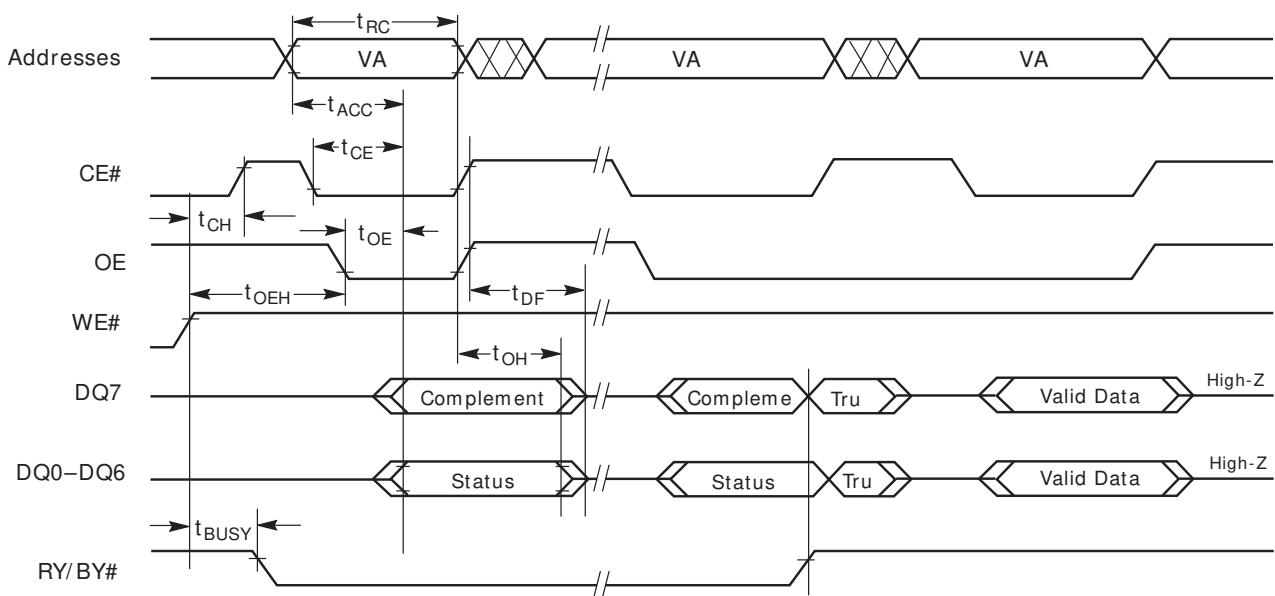 tRC
Addresses VA VA VA
tACC
tCE
CE#
tCH tOE
OE
tOEH tDF
WE#
tOH
DQ7 Complement Compleme Tru Valid Data High-Z
DQ0–DQ6 Status Status Tru Valid Data High-Z
tBUSY
RY/BY#